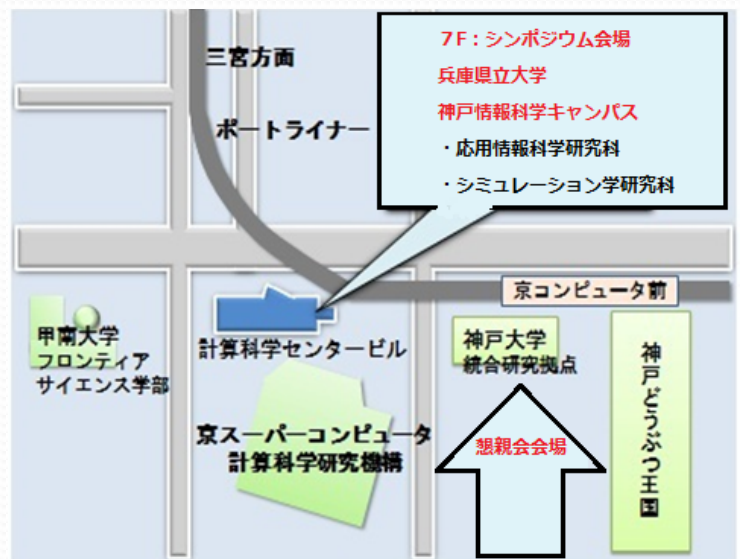 三宮方面
ポートライナー
7F：シンポジウム会場
兵庫県立大学
神戸情報科学キャンパス
・応用情報科学研究科
・シミュレーション学研究科
京コンピュータ前
甲南大学
フロンティア
サイエンス学部
計算科学センタービル
神戸大学
統合研究拠点
神戸どうぶつ王国
京スーパーコンピュータ
計算科学研究機構
懇親会会場